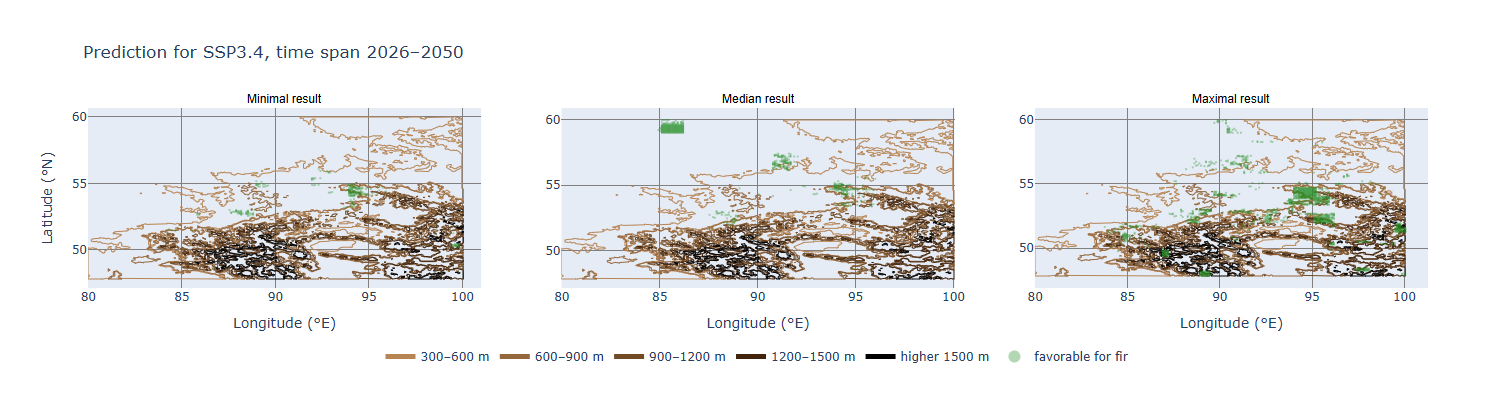 Prediction for SSP3.4, time span 2026–2050
Minimal result
Median result
Maximal result
Latitude (°N)
60
55
50
80
85
90
95
100
Longitude (°E)
60
55
50
80
85
90
95
100
Longitude (°E)
60
55
50
80
85
90
95
100
Longitude (°E)
300–600 m
600–900 m
900–1200 m
1200–1500 m
higher 1500 m
favorable for fir